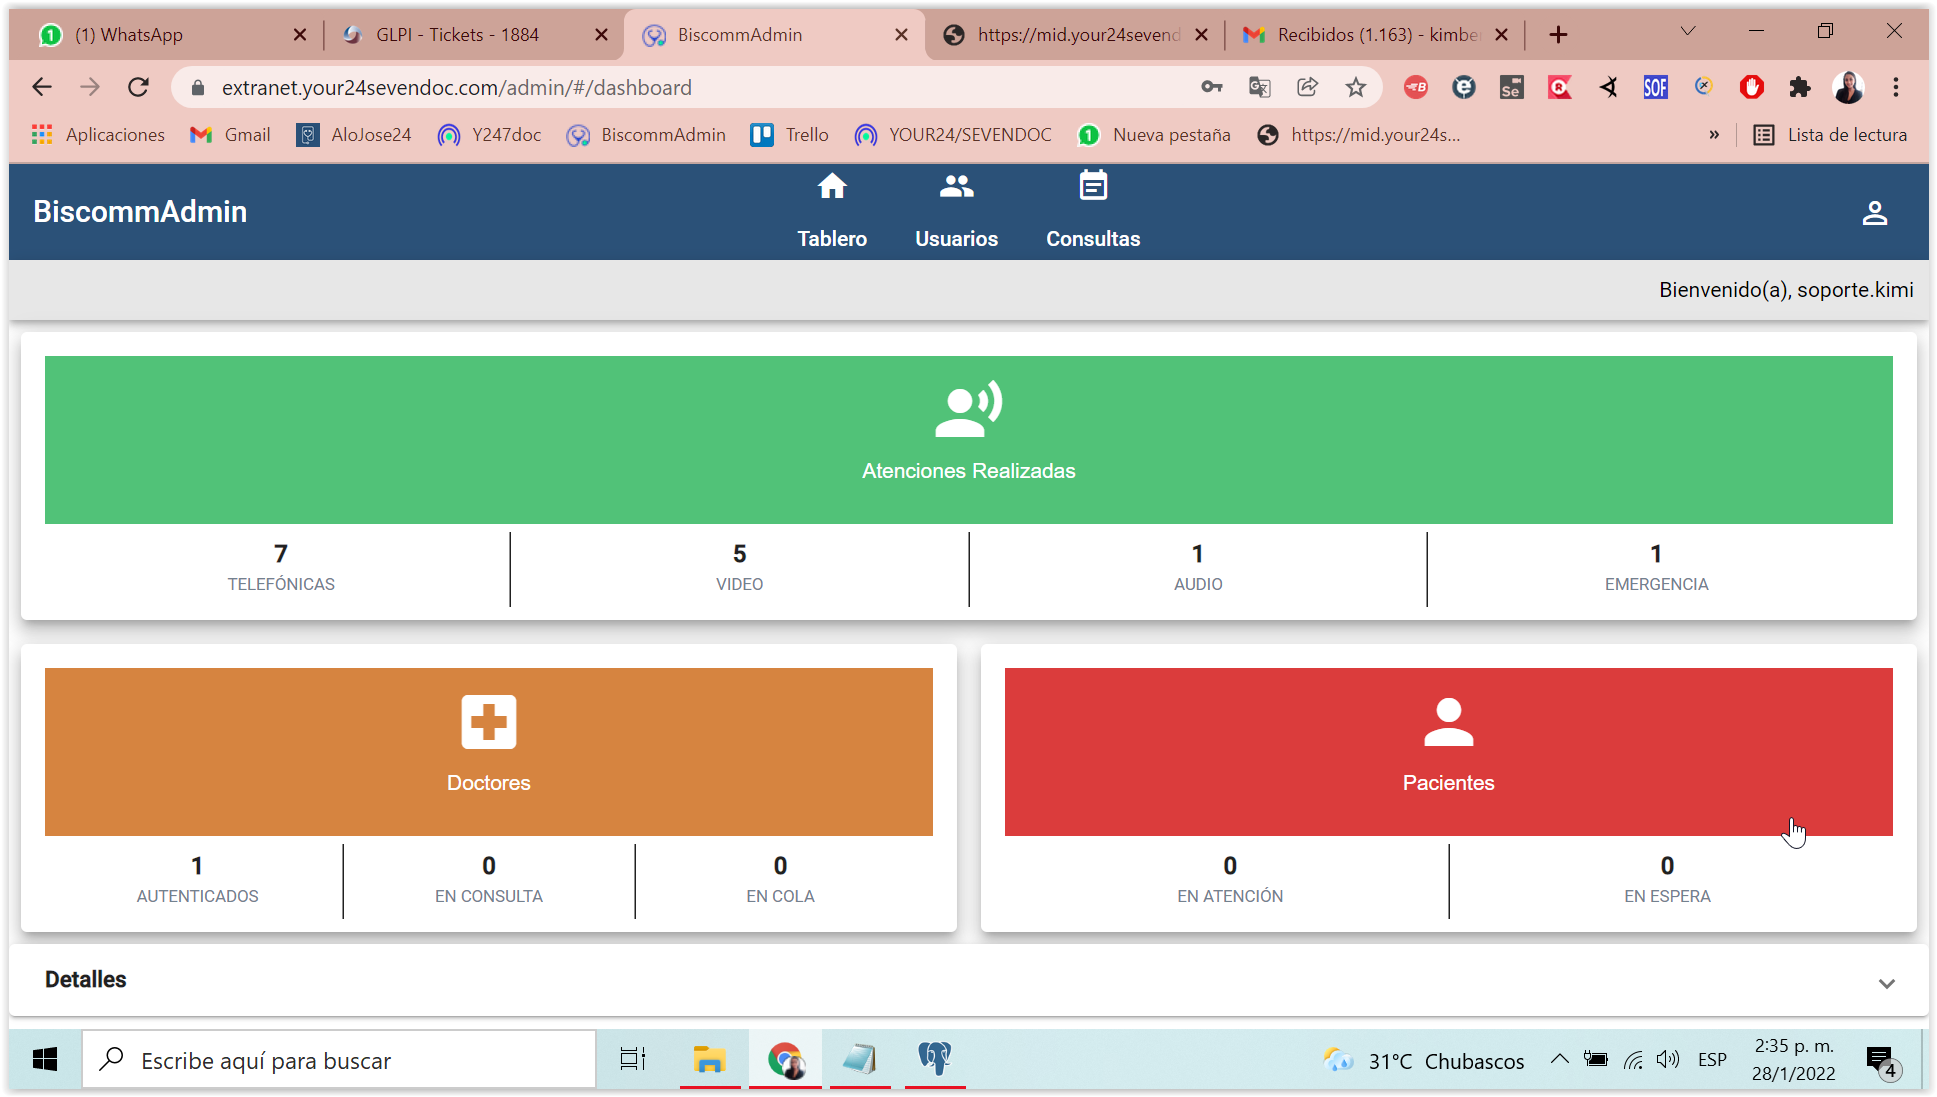 (1) WhatsApp
GLPI - Tickets - 1884
BiscommAdmin
https://mid.your24sevend
Recibidos (1.163) - kimbe
extranet.your24sevendoc.com/admin/#/dashboard
Aplicaciones
Gmail
AloJose24
Y247doc
BiscommAdmin
Trello
YOUR24/SEVENDOC
Nueva pestaña
https://mid.your24s...
»
Lista de lectura
BiscommAdmin
Tablero
Usuarios
Consultas
Bienvenido(a), soporte.kimi
Atenciones Realizadas
7
TELEFÓNICAS
5
VIDEO
1
AUDIO
1
EMERGENCIA
Doctores
1
AUTENTICADOS
0
EN CONSULTA
0
EN COLA
Pacientes
0
EN ATENCIÓN
0
EN ESPERA
Detalles
Escribe aquí para buscar
31°C Chubascos
ESP
2:35 p. m.
28/1/2022
4